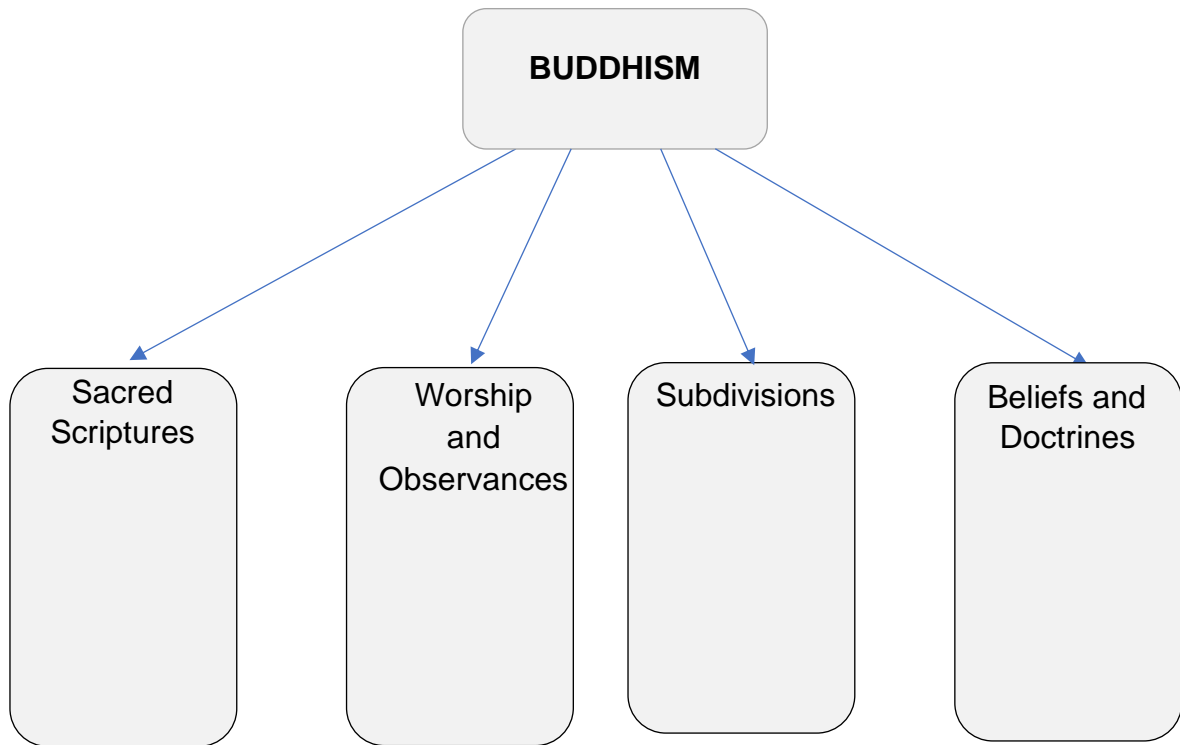 BUDDHISM
Sacred
Scriptures
Worship
and
Observances
Subdivisions
Beliefs and
Doctrines